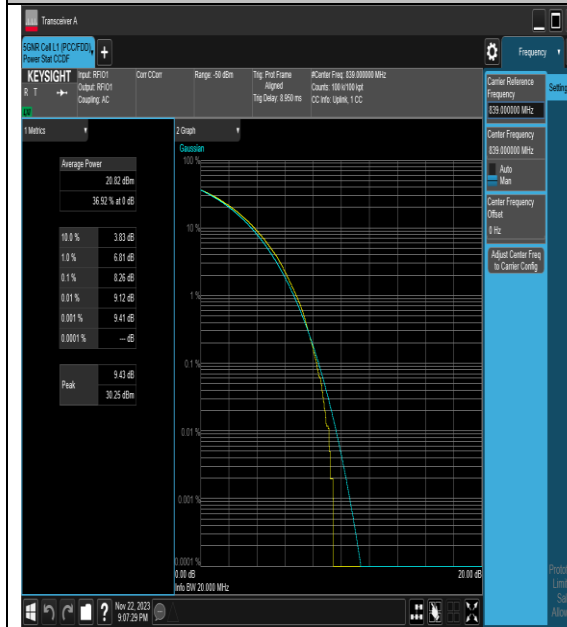 Transceiver A
5GNR Cell L1 (PCC/FDD),
Power Stat CCDF
Frequency
KEYSIGHT
R T
Input: RFIO1
Output: RFIO1
Coupling: AC
Corr CCorr
Range: -50 dBm
Trig: Prot Frame
Aligned
Trig Delay: 8.950 ms
#Center Freq: 839.000000 MHz
Counts: 100 k/100 kpt
CC Info: Uplink, 1 CC
Carrier Reference
Frequency
839.000000 MHz
Center Frequency
839.000000 MHz
Auto
Man
Center Frequency
Offset
0 Hz
Adjust Center Freq
to Carrier Config
1 Metrics
Average Power
20.82 dBm
36.92 % at 0 dB
10.0 % 3.83 dB
1.0 % 6.81 dB
0.1 % 8.26 dB
0.01 % 9.12 dB
0.001 % 9.41 dB
0.0001 % --- dB
Peak 9.43 dB
30.25 dBm
2 Graph
Gaussian
100 %
10 %
1 %
0.1 %
0.01 %
0.001 %
0.0001 %
0.00 dB
20.00 dB
Info BW 20.000 MHz
Nov 22, 2023
9:07:29 PM